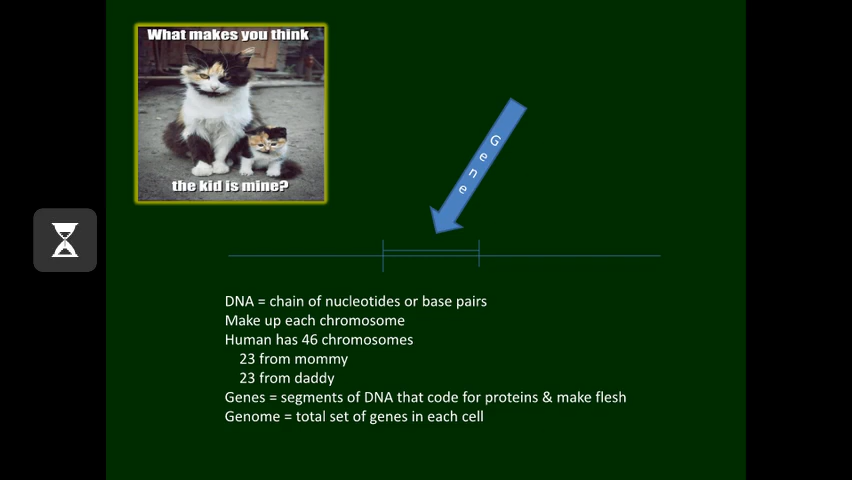 What makes you think
the kid is mine?
Gene
DNA = chain of nucleotides or base pairs
Make up each chromosome
Human has 46 chromosomes
23 from mommy
23 from daddy
Genes = segments of DNA that code for proteins & make flesh
Genome = total set of genes in each cell